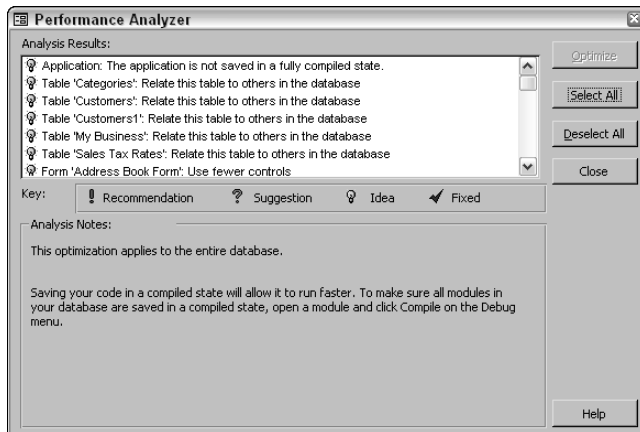 Performance Analyzer
Analysis Results:
Application: The application is not saved in a fully compiled state.
Table 'Categories': Relate this table to others in the database
Table 'Customers': Relate this table to others in the database
Table 'Customers1': Relate this table to others in the database
Table 'My Business': Relate this table to others in the database
Table 'Sales Tax Rates': Relate this table to others in the database
Form 'Address Book Form': Use fewer controls
Optimize
Select All
Deselect All
Close
Key: Recommendation Suggestion Idea Fixed
Analysis Notes:
This optimization applies to the entire database.
Saving your code in a compiled state will allow it to run faster. To make sure all modules in
your database are saved in a compiled state, open a module and click Compile on the Debug
menu.
Help